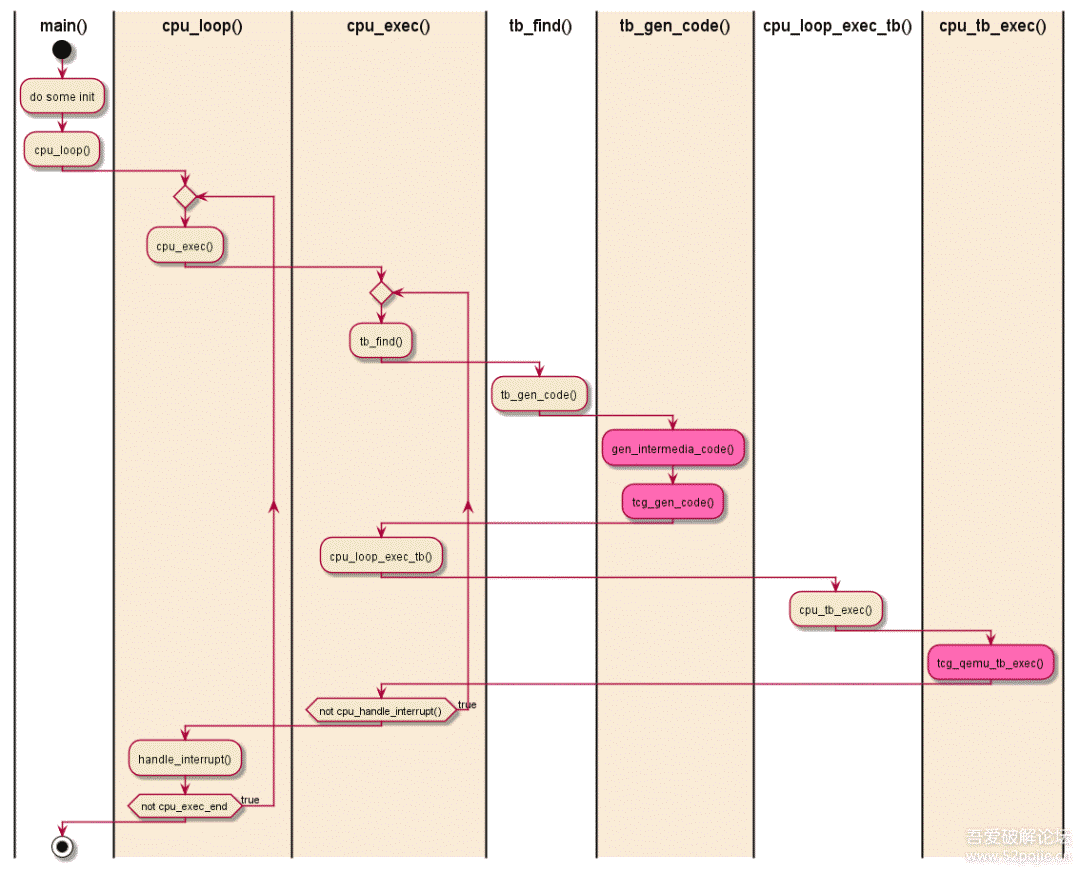 main()
cpu_loop()
cpu_exec()
tb_find()
tb_gen_code()
cpu_loop_exec_tb()
cpu_tb_exec()
do some init
cpu_loop()
cpu_exec()
tb_find()
tb_gen_code()
gen_intermedia_code()
tcg_gen_code()
cpu_loop_exec_tb()
cpu_tb_exec()
tcg_qemu_tb_exec()
not cpu_handle_interrupt()
true
handle_interrupt()
not cpu_exec_end
true
吾爱破解论坛
www.52pojie.cn